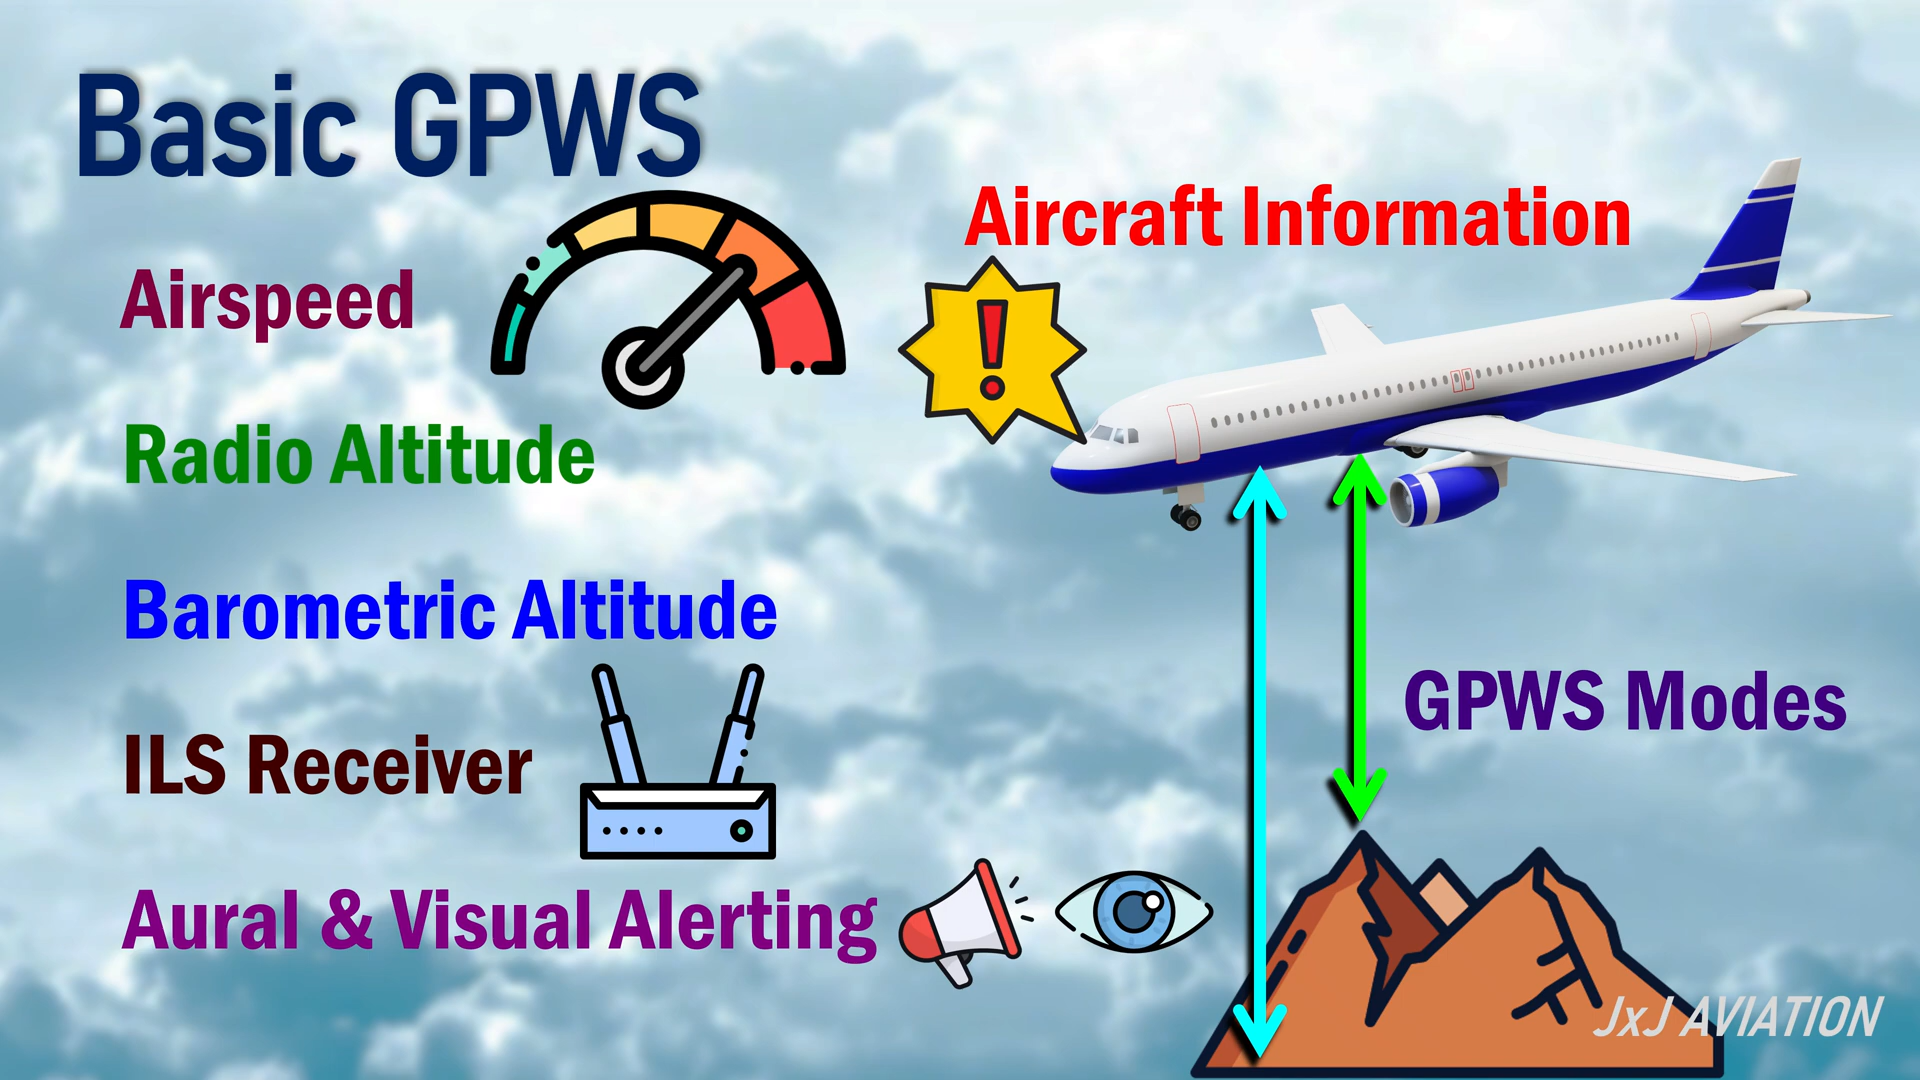 Basic GPWS
Aircraft Information
Airspeed
Radio Altitude
Barometric Altitude
GPWS Modes
ILS Receiver
Aural & Visual Alerting
JxJ AVIATION